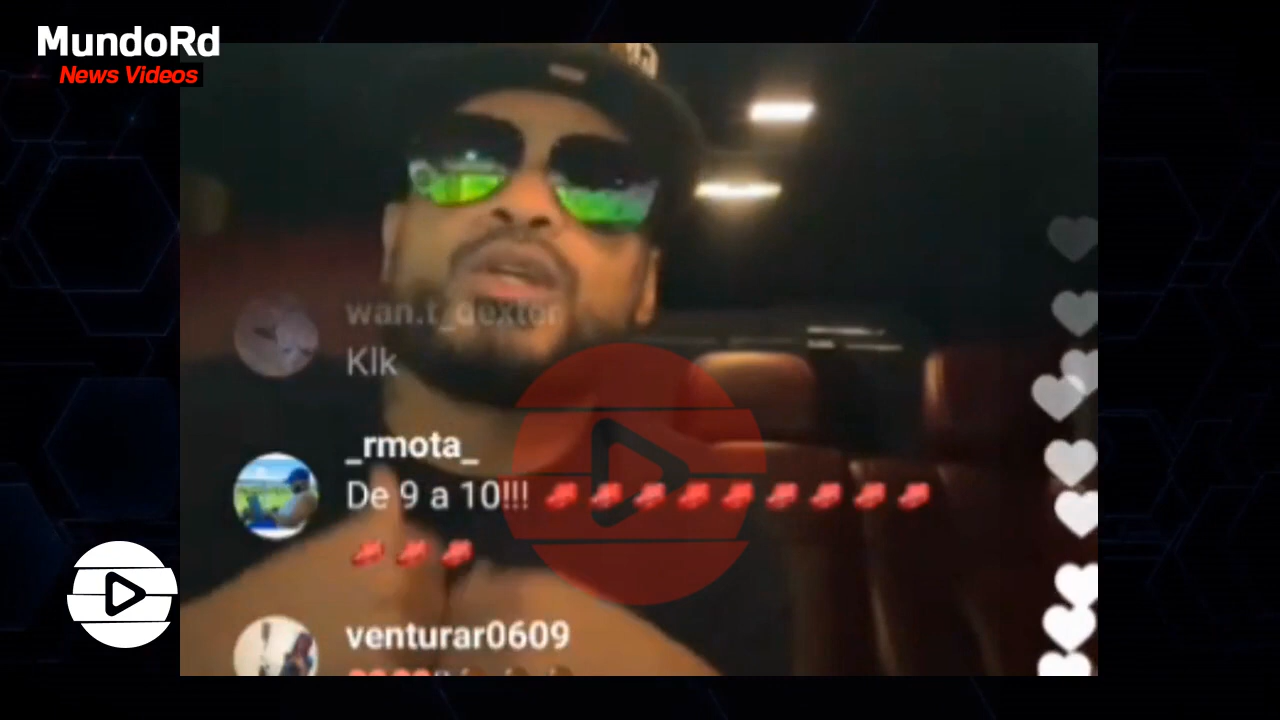 MundoRd
News Videos
wan.t_dexter
Klk
_rmota_
De 9 a 10!!!
venturar0609